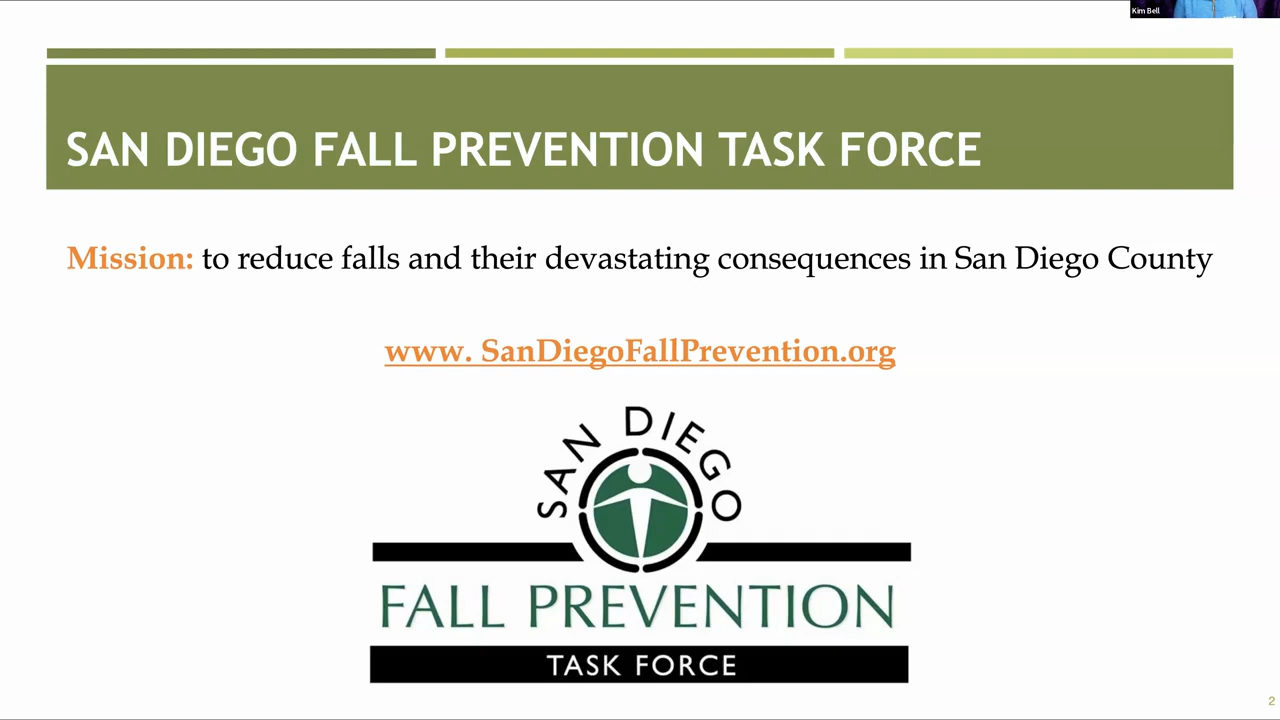 Kim Bell
SAN DIEGO FALL PREVENTION TASK FORCE
Mission: to reduce falls and their devastating consequences in San Diego County
www. SanDiegoFallPrevention.org
SAN DIEGO
FALL PREVENTION
TASK FORCE
2